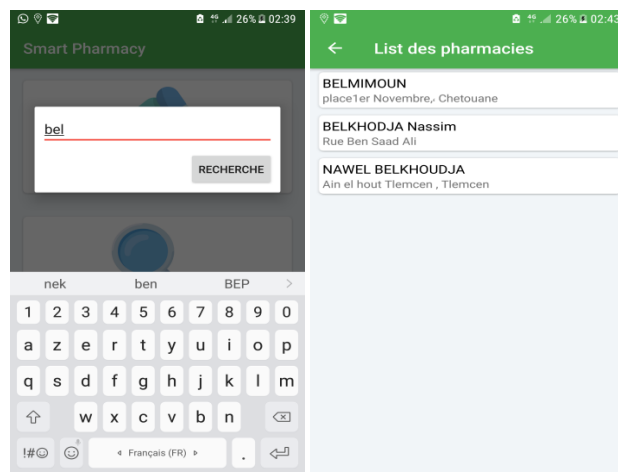 4G 26% 02:39
Smart Pharmacy
bel
RECHERCHE
nek ben BEP >
1 2 3 4 5 6 7 8 9 0
a z e r t y u i o p
q s d f g h j k l m
w x c v b n
!#☺ Français (FR) .
4G 26% 02:43
← List des pharmacies
BELMIMOUN
place1er Novembre,- Chetouane
BELKHODJA Nassim
Rue Ben Saad Ali
NAWEL BELKHOUDJA
Ain el hout Tlemcen , Tlemcen